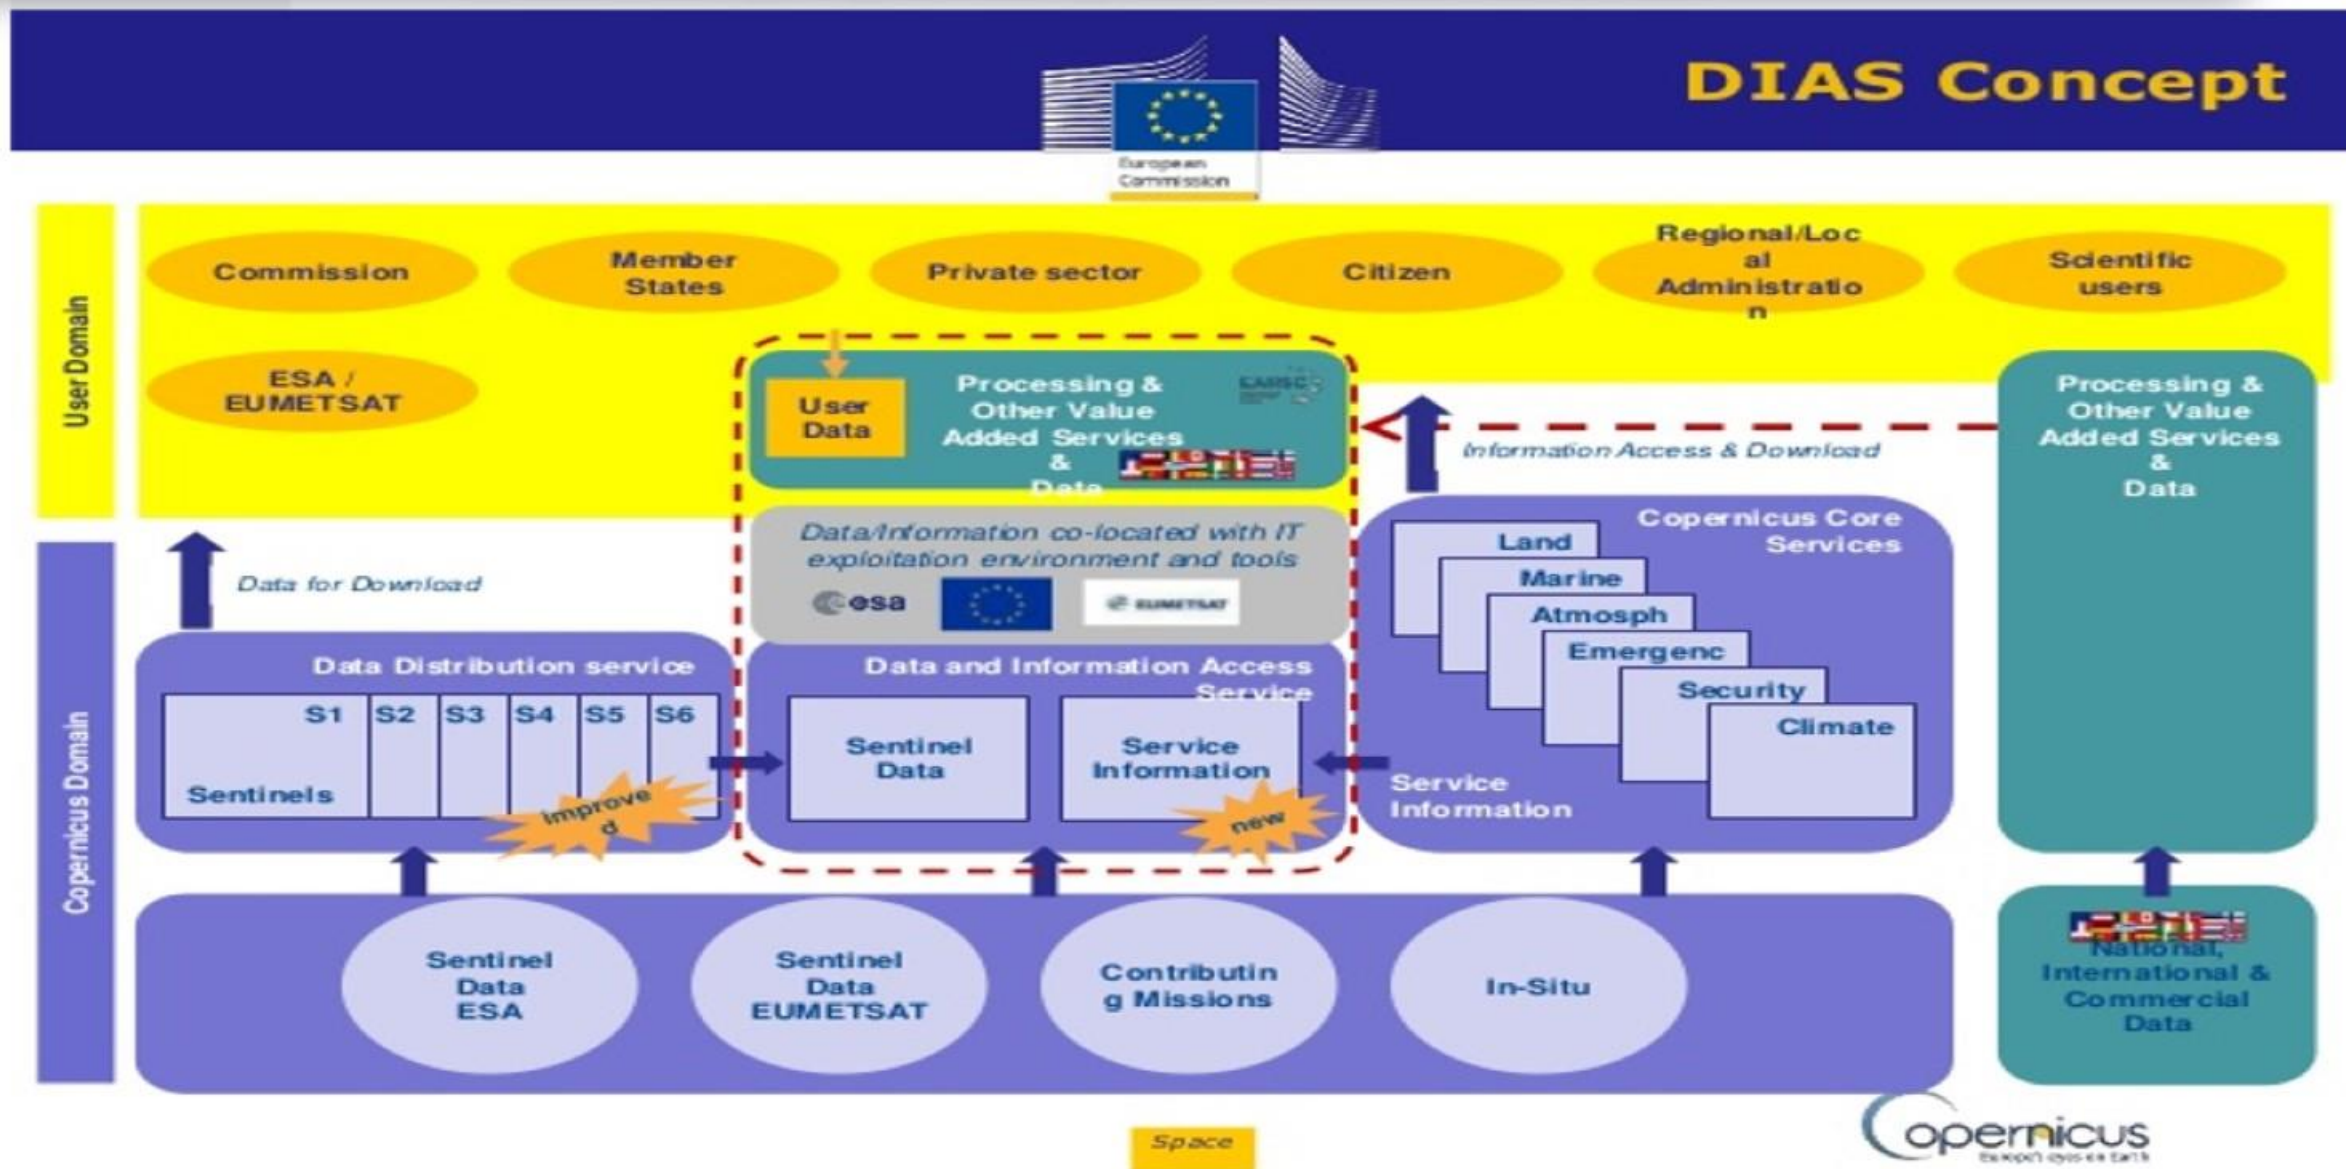 DIAS Concept
European
Commission
User Domain
Commission
Member
States
Private sector
Citizen
Regional/Loc
al
Administratio
n
Scientific
users
ESA /
EUMETSAT
User
Data
Processing &
Other Value
Added Services
&
Data
Information Access & Download
Processing &
Other Value
Added Services
&
Data
Data/Information co-located with IT
exploitation environment and tools
esa
EUMETSAT
Copernicus Core
Services
Land
Marine
Atmosph
Emergenc
Security
Climate
Service
Information
Copernicus Domain
Data for Download
Data Distribution service
S1
S2
S3
S4
S5
S6
Sentinels
improve
d
Data and Information Access
Service
Sentinel
Data
Service
Information
new
Sentinel
Data
ESA
Sentinel
Data
EUMETSAT
Contributin
g Missions
In-Situ
National,
International &
Commercial
Data
Space
opernicus
Europe's eyes on Earth